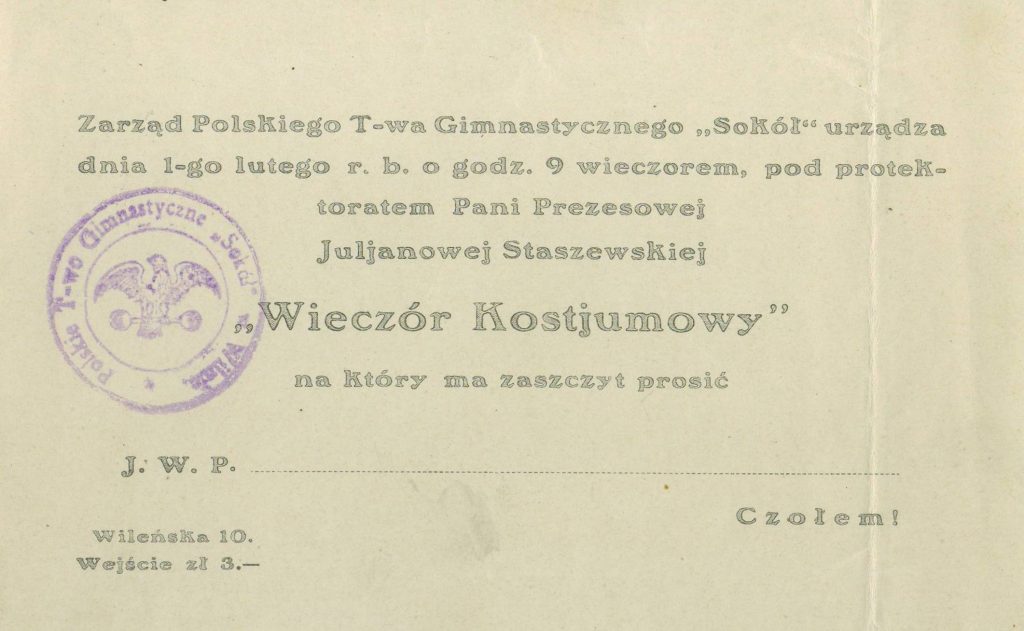 Zarząd Polskiego T-wa Gimnastycznego „Sokół“ urządza
dnia 1-go lutego r. b. o godz. 9 wieczorem, pod protek-
toratem Pani Prezesowej
Juljanowej Staszewskiej
„Wieczór Kostjumowy”
na który ma zaszczyt prosić
J. W. P.
Czołem!
Wileńska 10.
Wejście zł 3.—
Polskie T-wo Gimnastyczne „Sokół“ w Wilnie.